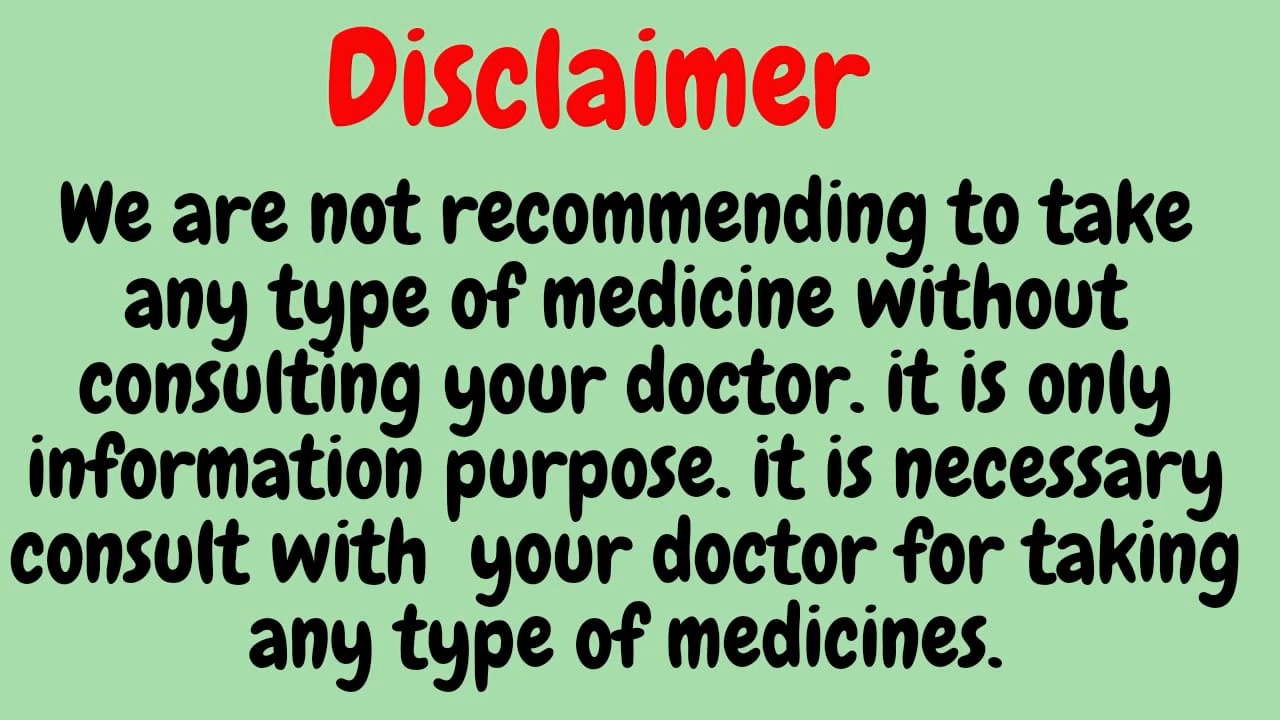 Disclaimer
We are not recommending to take
any type of medicine without
consulting your doctor. it is only
information purpose. it is necessary
consult with  your doctor for taking
any type of medicines.